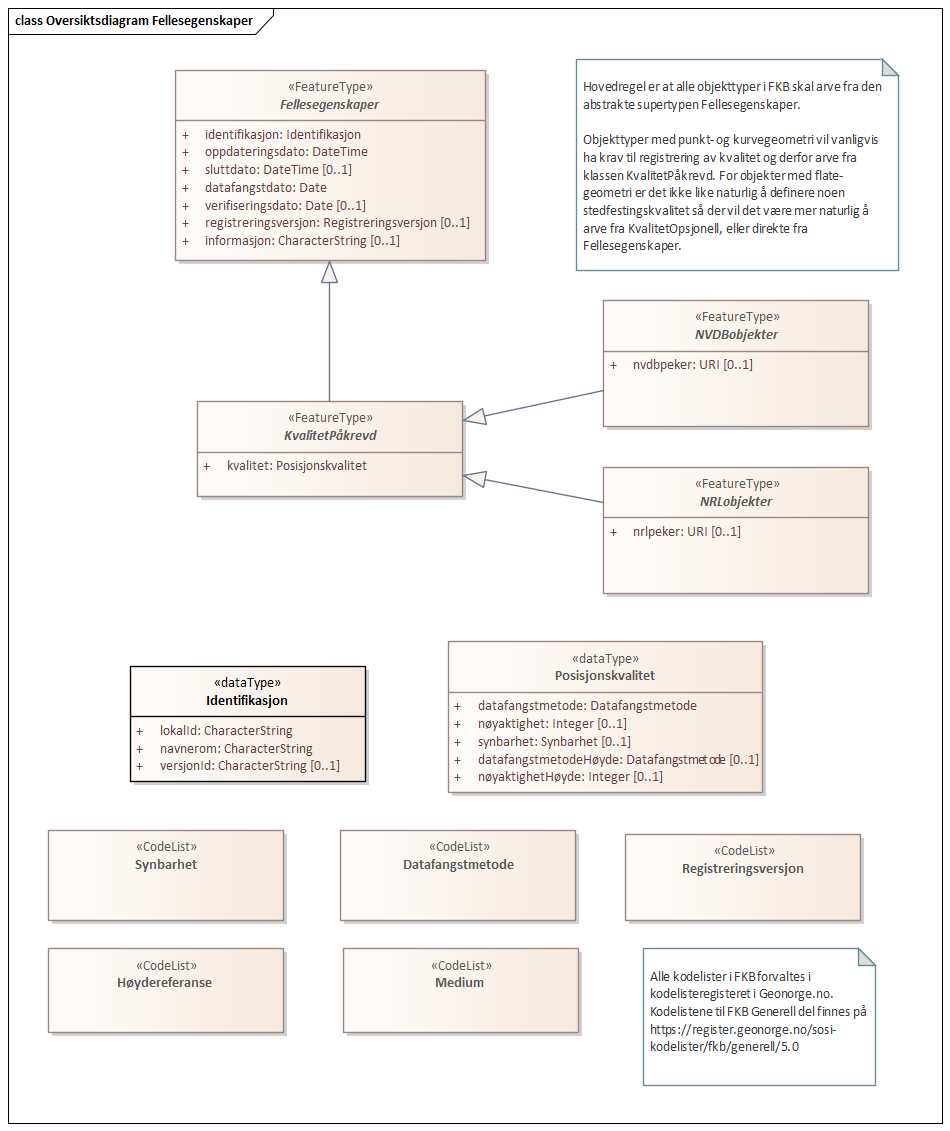 class Oversiktsdiagram Fellesegenskaper
«FeatureType»
Fellesegenskaper
+ identifikasjon: Identifikasjon
+ oppdateringsdato: DateTime
+ sluttdato: DateTime [0..1]
+ datafangstdato: Date
+ verifiseringsdato: Date [0..1]
+ registreringsversjon: Registreringsversjon [0..1]
+ informasjon: CharacterString [0..1]
Hovedregel er at alle objekttyper i FKB skal arve fra den
abstrakte supertypen Fellesegenskaper.
Objekttyper med punkt- og kurvegeometri vil vanligvis
ha krav til registrering av kvalitet og derfor arve fra
klassen KvalitetPåkrevd. For objekter med flate-
geometri er det ikke like naturlig å definere noen
stedfestingskvalitet så der vil det være mer naturlig å
arve fra KvalitetOpsjonell, eller direkte fra
Fellesegenskaper.
«FeatureType»
NVDBobjekter
+ nvdbpeker: URI [0..1]
«FeatureType»
KvalitetPåkrevd
+ kvalitet: Posisjonskvalitet
«FeatureType»
NRLobjekter
+ nrlpeker: URI [0..1]
«dataType»
Identifikasjon
+ lokalId: CharacterString
+ navnerom: CharacterString
+ versjonId: CharacterString [0..1]
«dataType»
Posisjonskvalitet
+ datafangstmetode: Datafangstmetode
+ nøyaktighet: Integer [0..1]
+ synbarhet: Synbarhet [0..1]
+ datafangstmetodeHøyde: Datafangstmetode [0..1]
+ nøyaktighetHøyde: Integer [0..1]
«CodeList»
Synbarhet
«CodeList»
Datafangstmetode
«CodeList»
Registreringsversjon
«CodeList»
Høydereferanse
«CodeList»
Medium
Alle kodelister i FKB forvaltes i
kodelisteregisteret i Geonorge.no.
Kodelistene til FKB Generell del finnes på
https://register.geonorge.no/sosi-
kodelister/fkb/generell/5.0